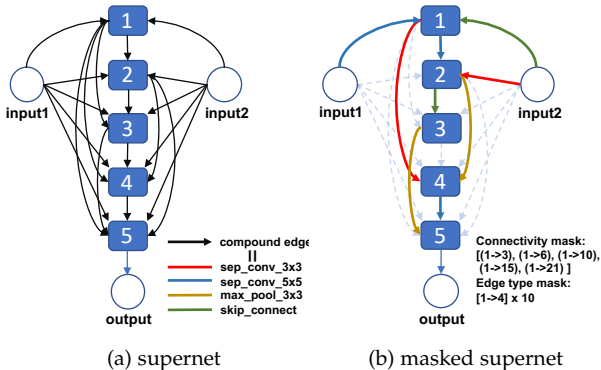 1
2
3
4
5
input1
input2
output
compound edge
=
sep_conv_3x3
sep_conv_5x5
max_pool_3x3
skip_connect
(a) supernet
1
2
3
4
5
input1
input2
output
Connectivity mask:
[(1->3), (1->6), (1->10),
(1->15), (1->21) ]
Edge type mask:
[1->4] x 10
(b) masked supernet